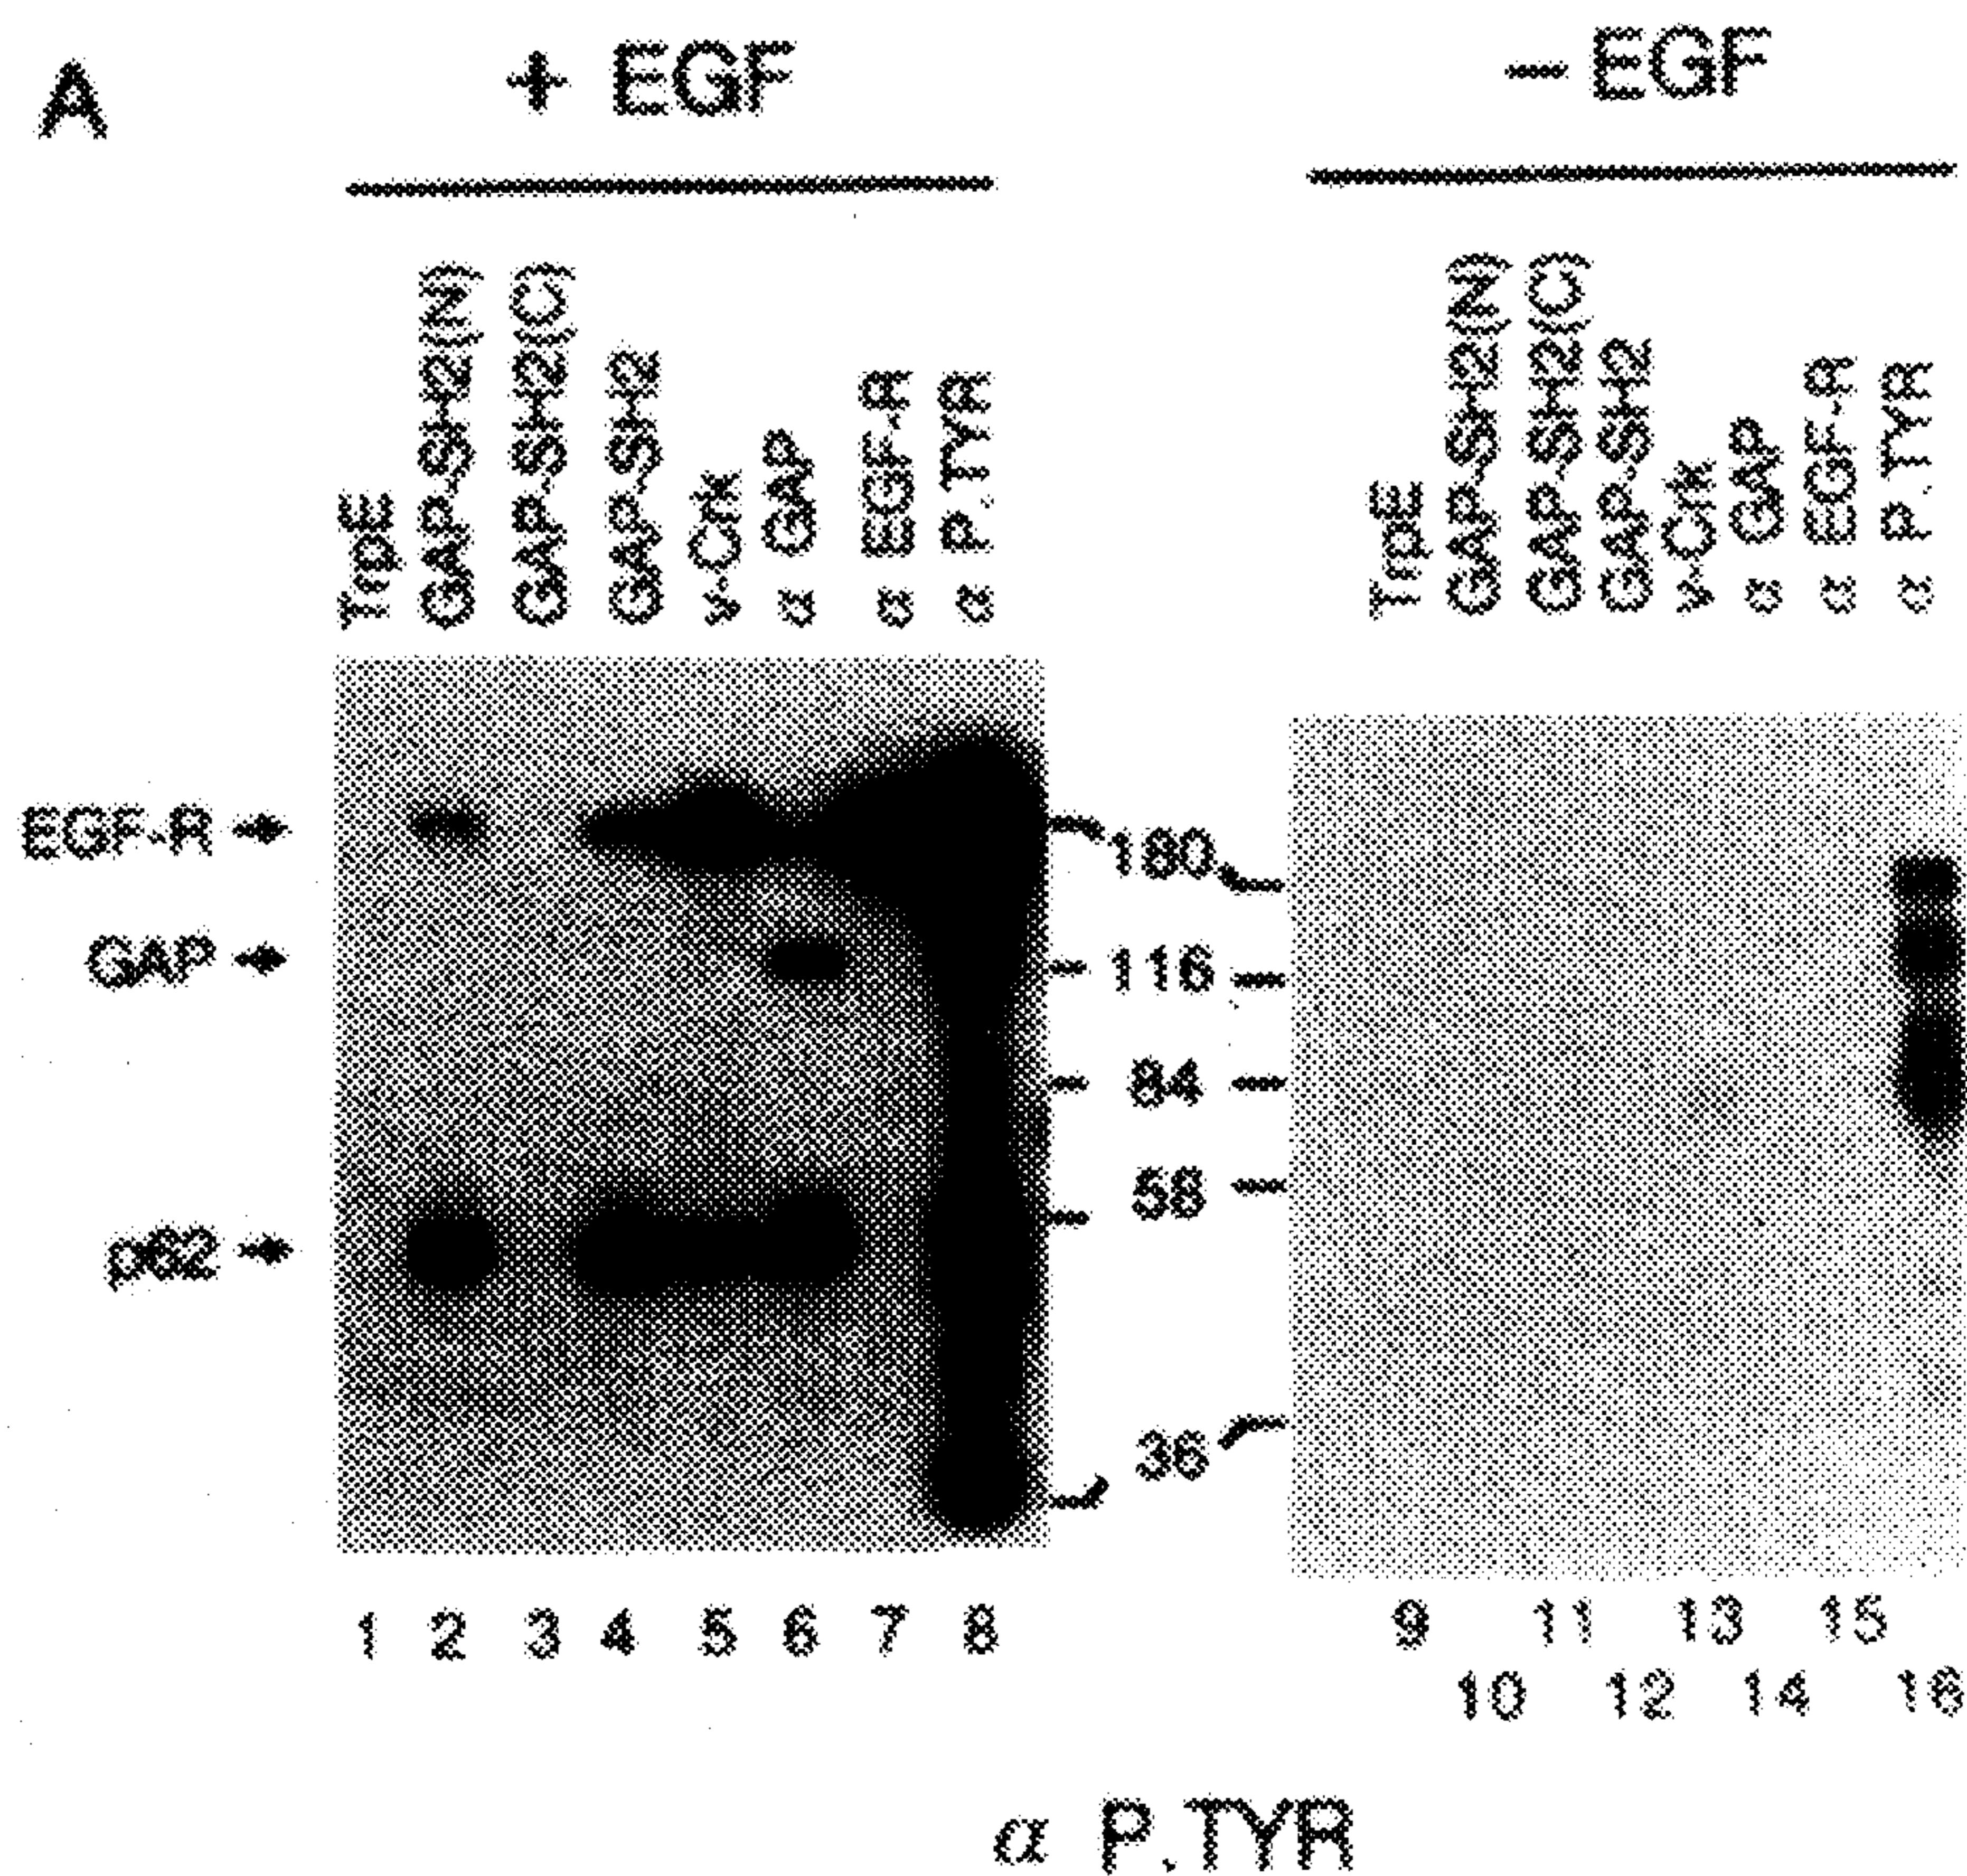 A
+ EGF
– EGF
TrpE
GAP-SH2(N)
GAP-SH2(C)
GAP-SH2
v-Crk
α GAP
α EGF-R
α P.TYR
TrpE
GAP-SH2(N)
GAP-SH2(C)
GAP-SH2
v-Crk
α GAP
α EGF-R
α P.TYR
EGF-R
GAP
p62
180
116
84
58
36
1 2 3 4 5 6 7 8
9 11 13 15
10 12 14 16
α P.TYR